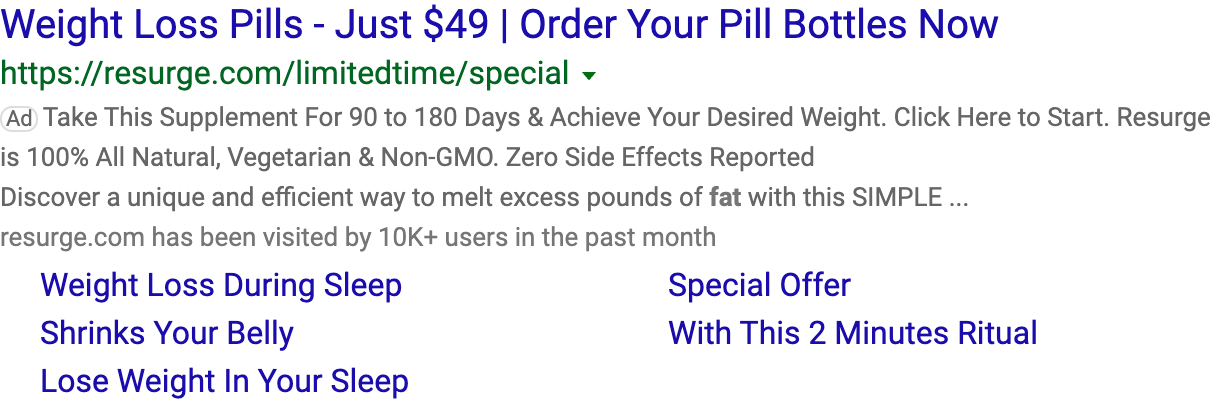 Weight Loss Pills - Just $49 | Order Your Pill Bottles Now
https://resurge.com/limitedtime/special
Ad Take This Supplement For 90 to 180 Days & Achieve Your Desired Weight. Click Here to Start. Resurge
is 100% All Natural, Vegetarian & Non-GMO. Zero Side Effects Reported
Discover a unique and efficient way to melt excess pounds of fat with this SIMPLE ...
resurge.com has been visited by 10K+ users in the past month
Weight Loss During Sleep
Special Offer
Shrinks Your Belly
With This 2 Minutes Ritual
Lose Weight In Your Sleep